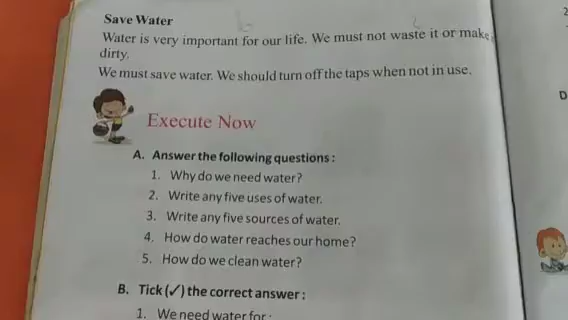 Save Water
Water is very important for our life. We must not waste it or make
dirty.
We must save water. We should turn off the taps when not in use.
Execute Now
A. Answer the following questions :
1. Why do we need water?
2. Write any five uses of water.
3. Write any five sources of water.
4. How do water reaches our home?
5. How do we clean water?
B. Tick (✓) the correct answer :
1. We need water for :
2
D